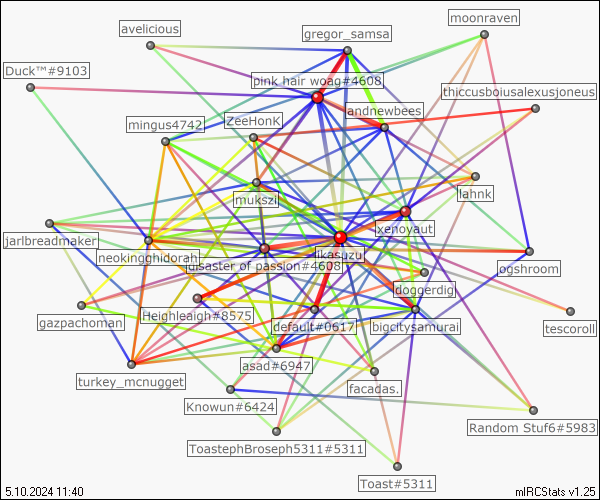 moonraven
avelicious
gregor_samsa
Duck™#9103
pink hair woag#4608
thiccusboiusalexusjoneus
andnewbees
mingus4742
ZeeHonK
mukszi
lahnk
xenoyaut
jarlbreadmaker
neokingghidorah
likasuzu
disaster of passion#4608
ogshroom
doggerdig
gazpachoman
Heighleaigh#8575
default#0617
bigcitysamurai
tescoroll
asad#6947
turkey_mcnugget
facadas.
Knowun#6424
Random Stuf6#5983
ToastephBroseph5311#5311
Toast#5311
5.10.2024 11:40
mIRCStats v1.25